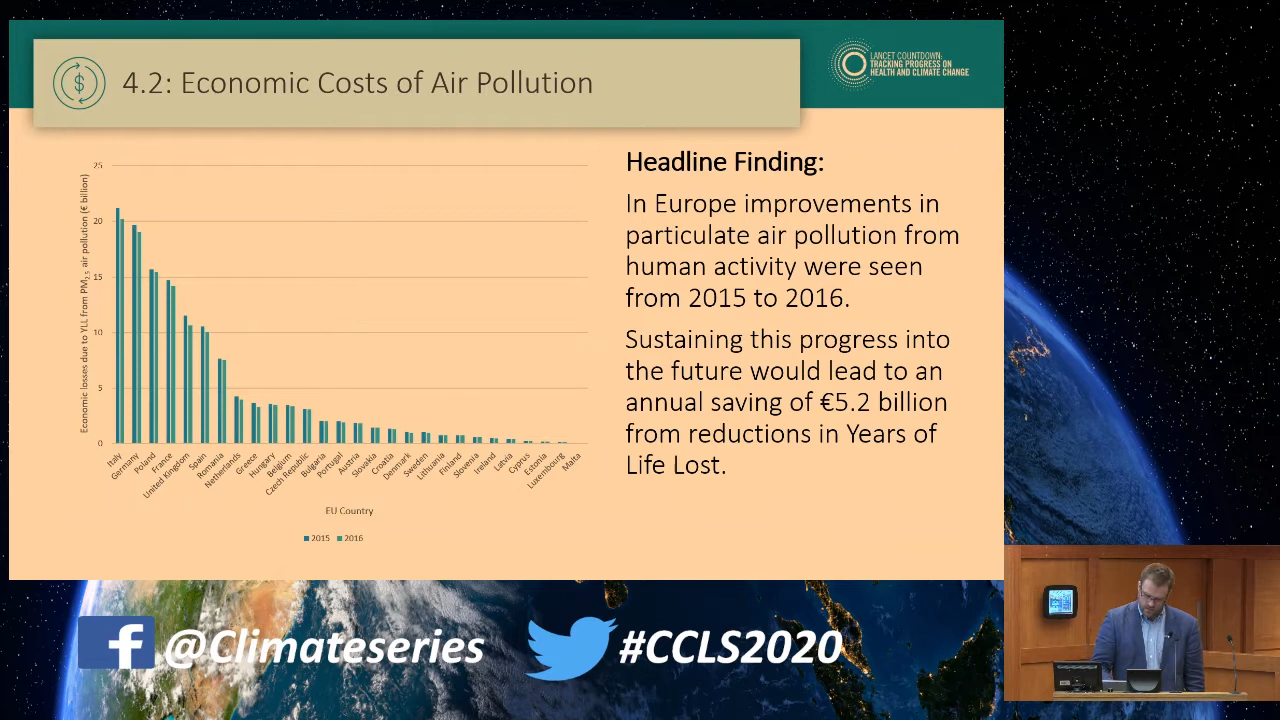 4.2: Economic Costs of Air Pollution
LANCET COUNTDOWN:
TRACKING PROGRESS ON
HEALTH AND CLIMATE CHANGE
Economic losses due to YLL from PM2.5 air pollution (€ billion)
25
20
15
10
5
0
Italy
Germany
Poland
France
United Kingdom
Spain
Romania
Netherlands
Greece
Hungary
Belgium
Czech Republic
Bulgaria
Portugal
Austria
Slovakia
Croatia
Denmark
Sweden
Lithuania
Finland
Slovenia
Ireland
Latvia
Cyprus
Estonia
Luxembourg
Malta
EU Country
2015 2016
Headline Finding:
In Europe improvements in
particulate air pollution from
human activity were seen
from 2015 to 2016.
Sustaining this progress into
the future would lead to an
annual saving of €5.2 billion
from reductions in Years of
Life Lost.
@Climateseries
#CCLS2020